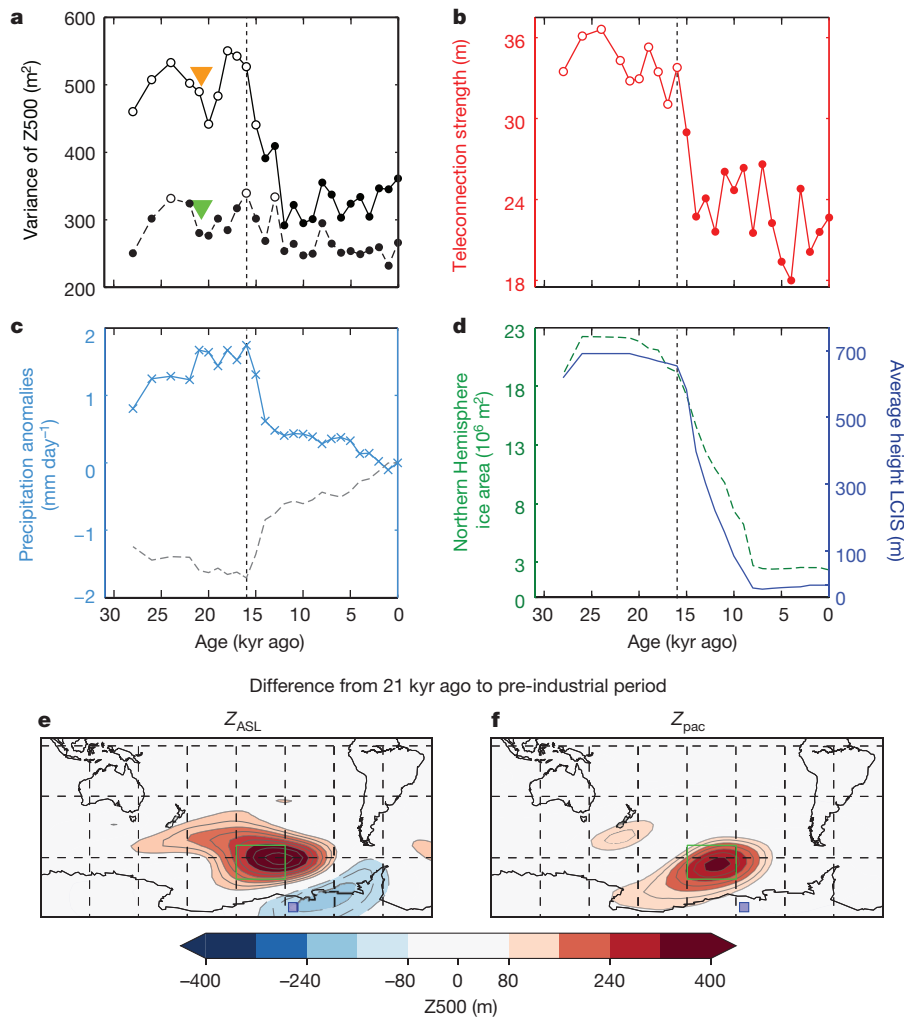 a
600
500
400
300
200
Variance of Z500 (m²)
b
36
30
24
18
Teleconnection strength (m)
c
2
1
0
−1
−2
Precipitation anomalies
(mm day⁻¹)
30 25 20 15 10 5 0
Age (kyr ago)
d
23
18
13
8
3
0
Northern Hemisphere
ice area (10⁶ m²)
700
500
300
100
0
Average height LCIS (m)
30 25 20 15 10 5 0
Age (kyr ago)
Difference from 21 kyr ago to pre-industrial period
e
Z_ASL
f
Z_pac
−400 −240 −80 0 80 240 400
Z500 (m)